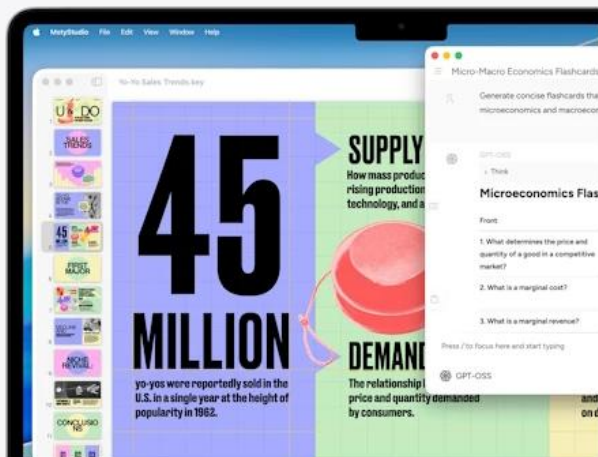 MstyStudio File Edit View Window Help
Yo-Yo Sales Trends.key
U DO
SALES TRENDS
45
FIRST MAJOR
NICHE REVIVAL
CONCLUSIO
NS
45
MILLION
yo-yos were reportedly sold in the
U.S. in a single year at the height of
popularity in 1962.
SUPPLY
How mass produc
rising production
technology, and a
DEMAND
The relationship
price and quantity demanded
by consumers.
Micro-Macro Economics Flashcards
Generate concise flashcards tha
microeconomics and macroecon
GPT-OSS
› Think
Microeconomics Flas
Front
1. What determines the price and
quantity of a good in a competitive
market?
2. What is a marginal cost?
3. What is a marginal revenue?
Press / to focus here and start typing
GPT-OSS
and
on d